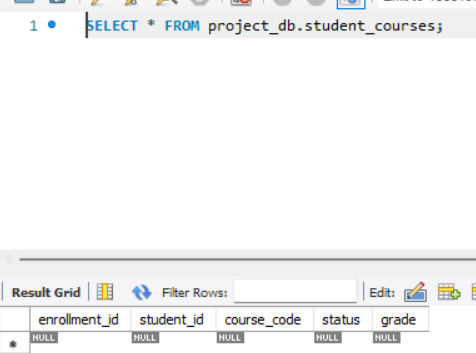 1 SELECT * FROM project_db.student_courses;
Result Grid Filter Rows: Edit:
enrollment_id student_id course_code status grade
* NULL NULL NULL NULL NULL